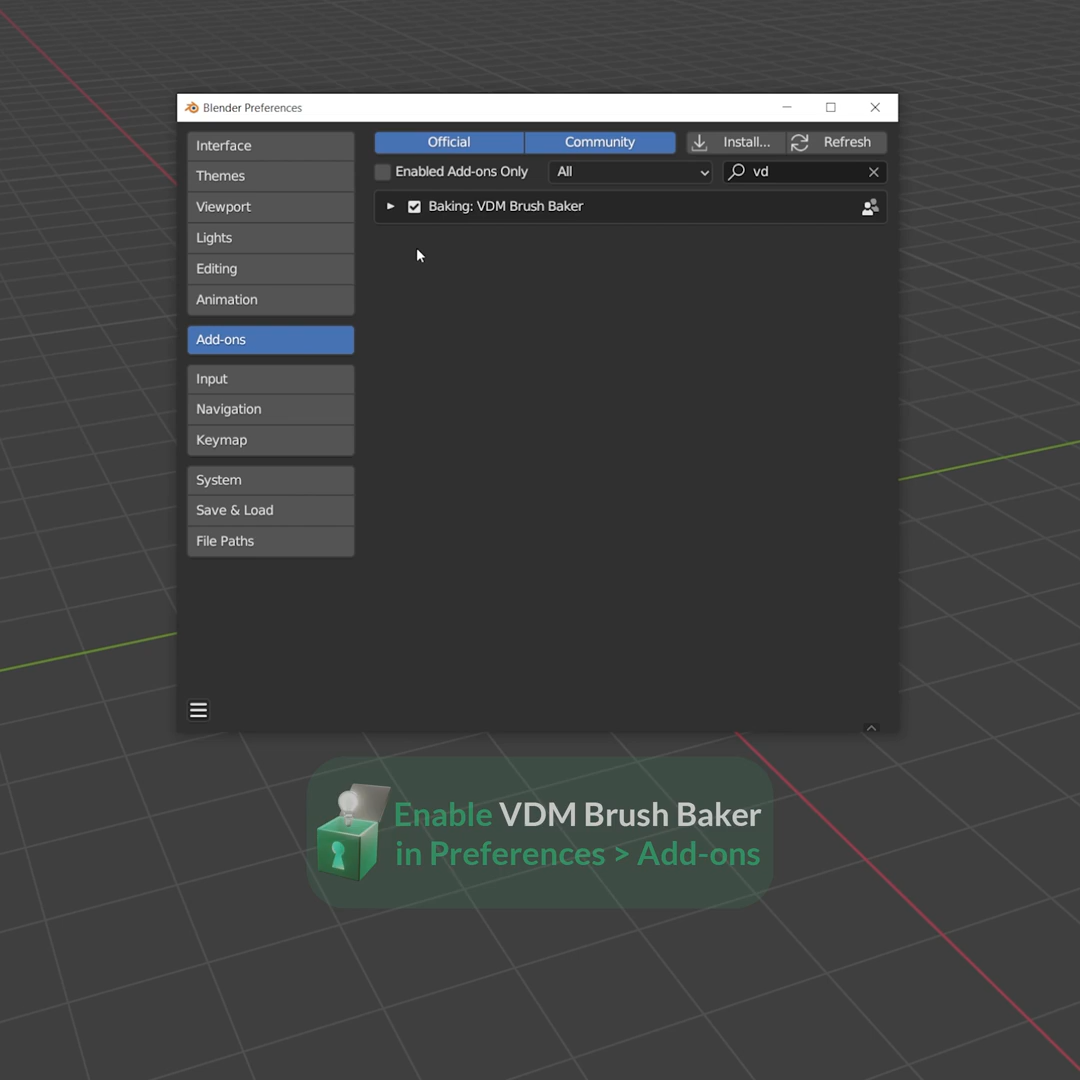 Blender Preferences
Interface
Themes
Viewport
Lights
Editing
Animation
Add-ons
Input
Navigation
Keymap
System
Save & Load
File Paths
Official Community Install... Refresh
Enabled Add-ons Only All vd
Baking: VDM Brush Baker
Enable VDM Brush Baker
in Preferences > Add-ons